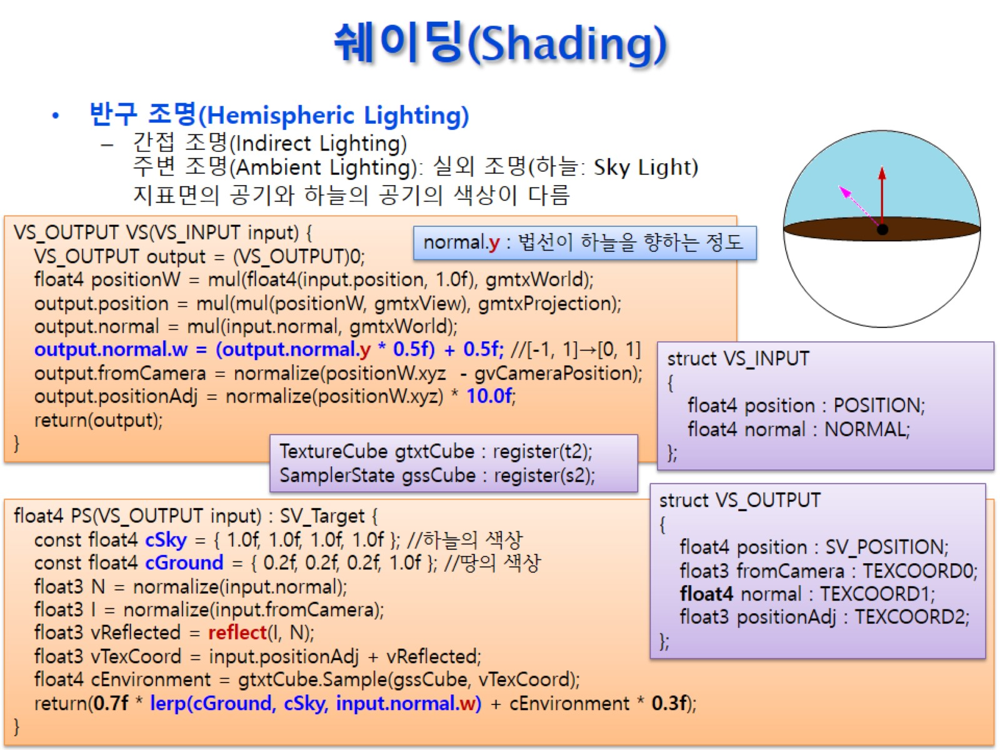 쉐이딩(Shading)
• 반구 조명(Hemispheric Lighting)
– 간접 조명(Indirect Lighting)
주변 조명(Ambient Lighting): 실외 조명(하늘: Sky Light)
지표면의 공기와 하늘의 공기의 색상이 다름
VS_OUTPUT VS(VS_INPUT input) {
VS_OUTPUT output = (VS_OUTPUT)0;
float4 positionW = mul(float4(input.position, 1.0f), gmtxWorld);
output.position = mul(mul(positionW, gmtxView), gmtxProjection);
output.normal = mul(input.normal, gmtxWorld);
output.normal.w = (output.normal.y * 0.5f) + 0.5f; //[-1, 1]→[0, 1]
output.fromCamera = normalize(positionW.xyz - gvCameraPosition);
output.positionAdj = normalize(positionW.xyz) * 10.0f;
return(output);
}
normal.y : 법선이 하늘을 향하는 정도
struct VS_INPUT
{
float4 position : POSITION;
float4 normal : NORMAL;
};
TextureCube gtxtCube : register(t2);
SamplerState gssCube : register(s2);
struct VS_OUTPUT
{
float4 position : SV_POSITION;
float3 fromCamera : TEXCOORD0;
float4 normal : TEXCOORD1;
float3 positionAdj : TEXCOORD2;
};
float4 PS(VS_OUTPUT input) : SV_Target {
const float4 cSky = { 1.0f, 1.0f, 1.0f, 1.0f }; //하늘의 색상
const float4 cGround = { 0.2f, 0.2f, 0.2f, 1.0f }; //땅의 색상
float3 N = normalize(input.normal);
float3 I = normalize(input.fromCamera);
float3 vReflected = reflect(I, N);
float3 vTexCoord = input.positionAdj + vReflected;
float4 cEnvironment = gtxtCube.Sample(gssCube, vTexCoord);
return(0.7f * lerp(cGround, cSky, input.normal.w) + cEnvironment * 0.3f);
}